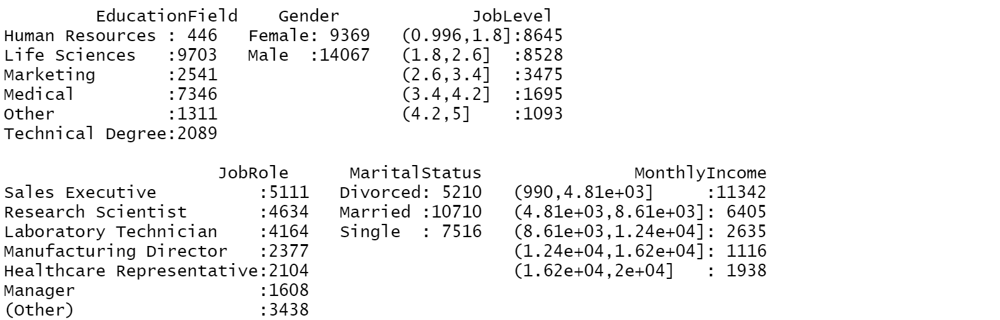 EducationField    Gender             JobLevel
Human Resources : 446   Female: 9369   (0.996,1.8]:8645
Life Sciences   :9703   Male  :14067   (1.8,2.6]  :8528
Marketing       :2541                  (2.6,3.4]  :3475
Medical         :7346                  (3.4,4.2]  :1695
Other           :1311                  (4.2,5]    :1093
Technical Degree:2089
                     JobRole      MaritalStatus               MonthlyIncome
Sales Executive          :5111   Divorced: 5210   (990,4.81e+03]     :11342
Research Scientist       :4634   Married :10710   (4.81e+03,8.61e+03]: 6405
Laboratory Technician    :4164   Single  : 7516   (8.61e+03,1.24e+04]: 2635
Manufacturing Director   :2377                    (1.24e+04,1.62e+04]: 1116
Healthcare Representative:2104                    (1.62e+04,2e+04]   : 1938
Manager                  :1608
(Other)                  :3438